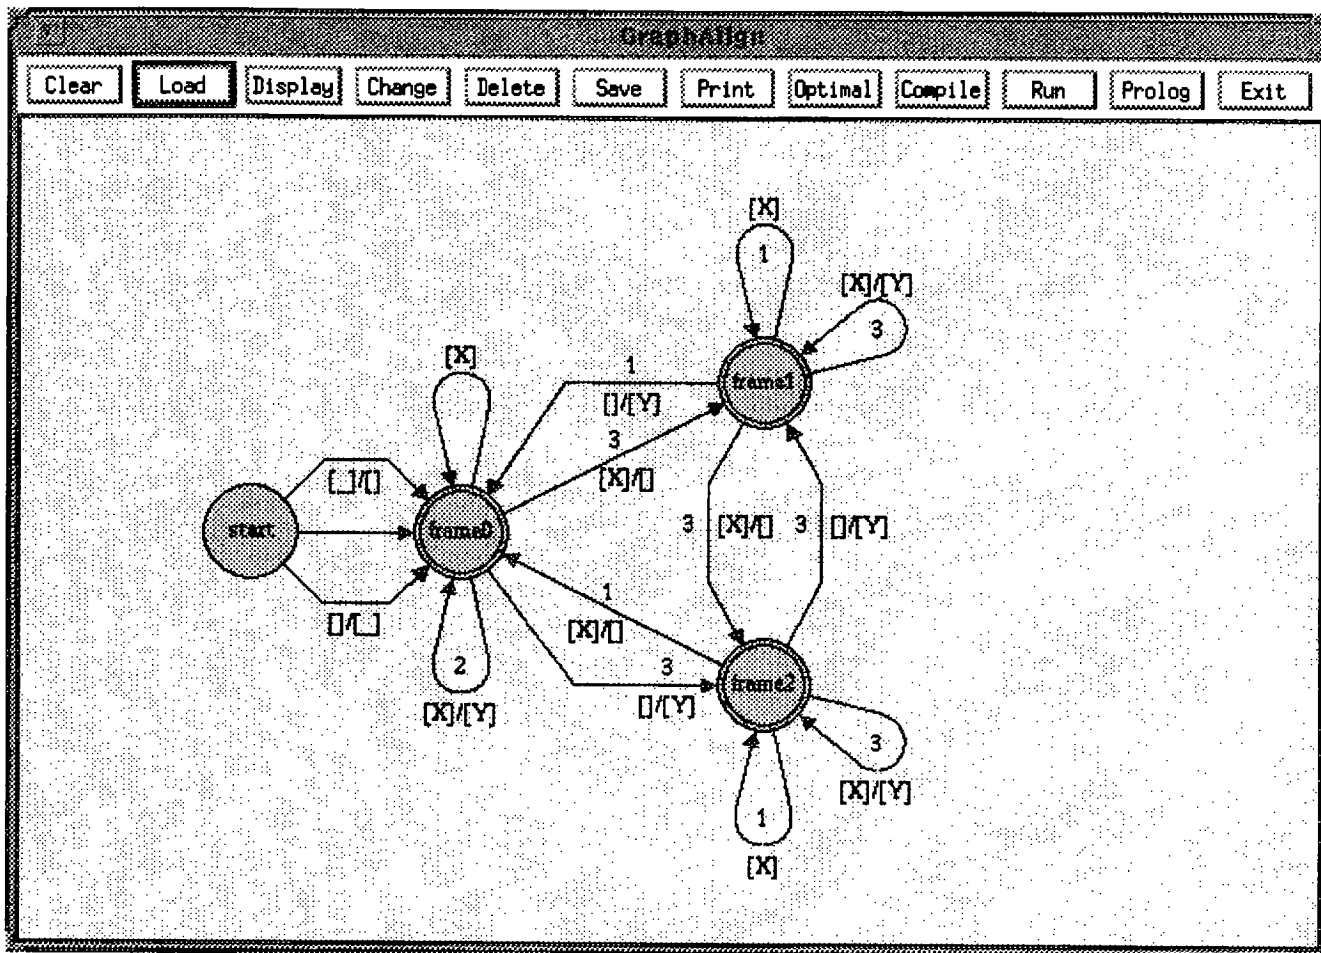 GraphAlign
Clear Load Display Change Delete Save Print Optimal Compile Run Prolog Exit
[X]
1
[X]/[Y]
3
frame1
[X]
1
[]/[Y]
3
[X]/[]
[_]/[]
start
frame0
3 [X]/[] 3 []/[Y]
[]/[_]
1
[X]/[]
2
[X]/[Y]
3
[]/[Y]
frame2
3
[X]/[Y]
1
[X]